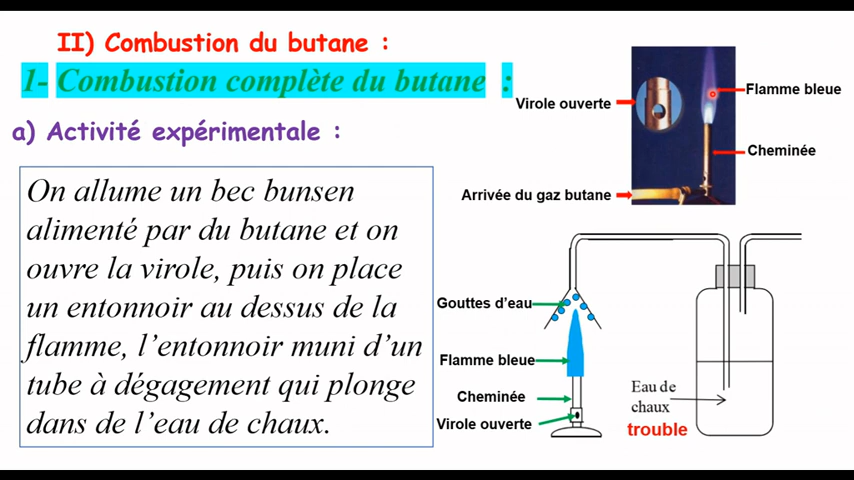 II) Combustion du butane :
1- Combustion complète du butane :
a) Activité expérimentale :
On allume un bec bunsen
alimenté par du butane et on
ouvre la virole, puis on place
un entonnoir au dessus de la
flamme, l'entonnoir muni d'un
tube à dégagement qui plonge
dans de l'eau de chaux.
Virole ouverte
Flamme bleue
Cheminée
Arrivée du gaz butane
Gouttes d'eau
Flamme bleue
Cheminée
Virole ouverte
Eau de
chaux
trouble